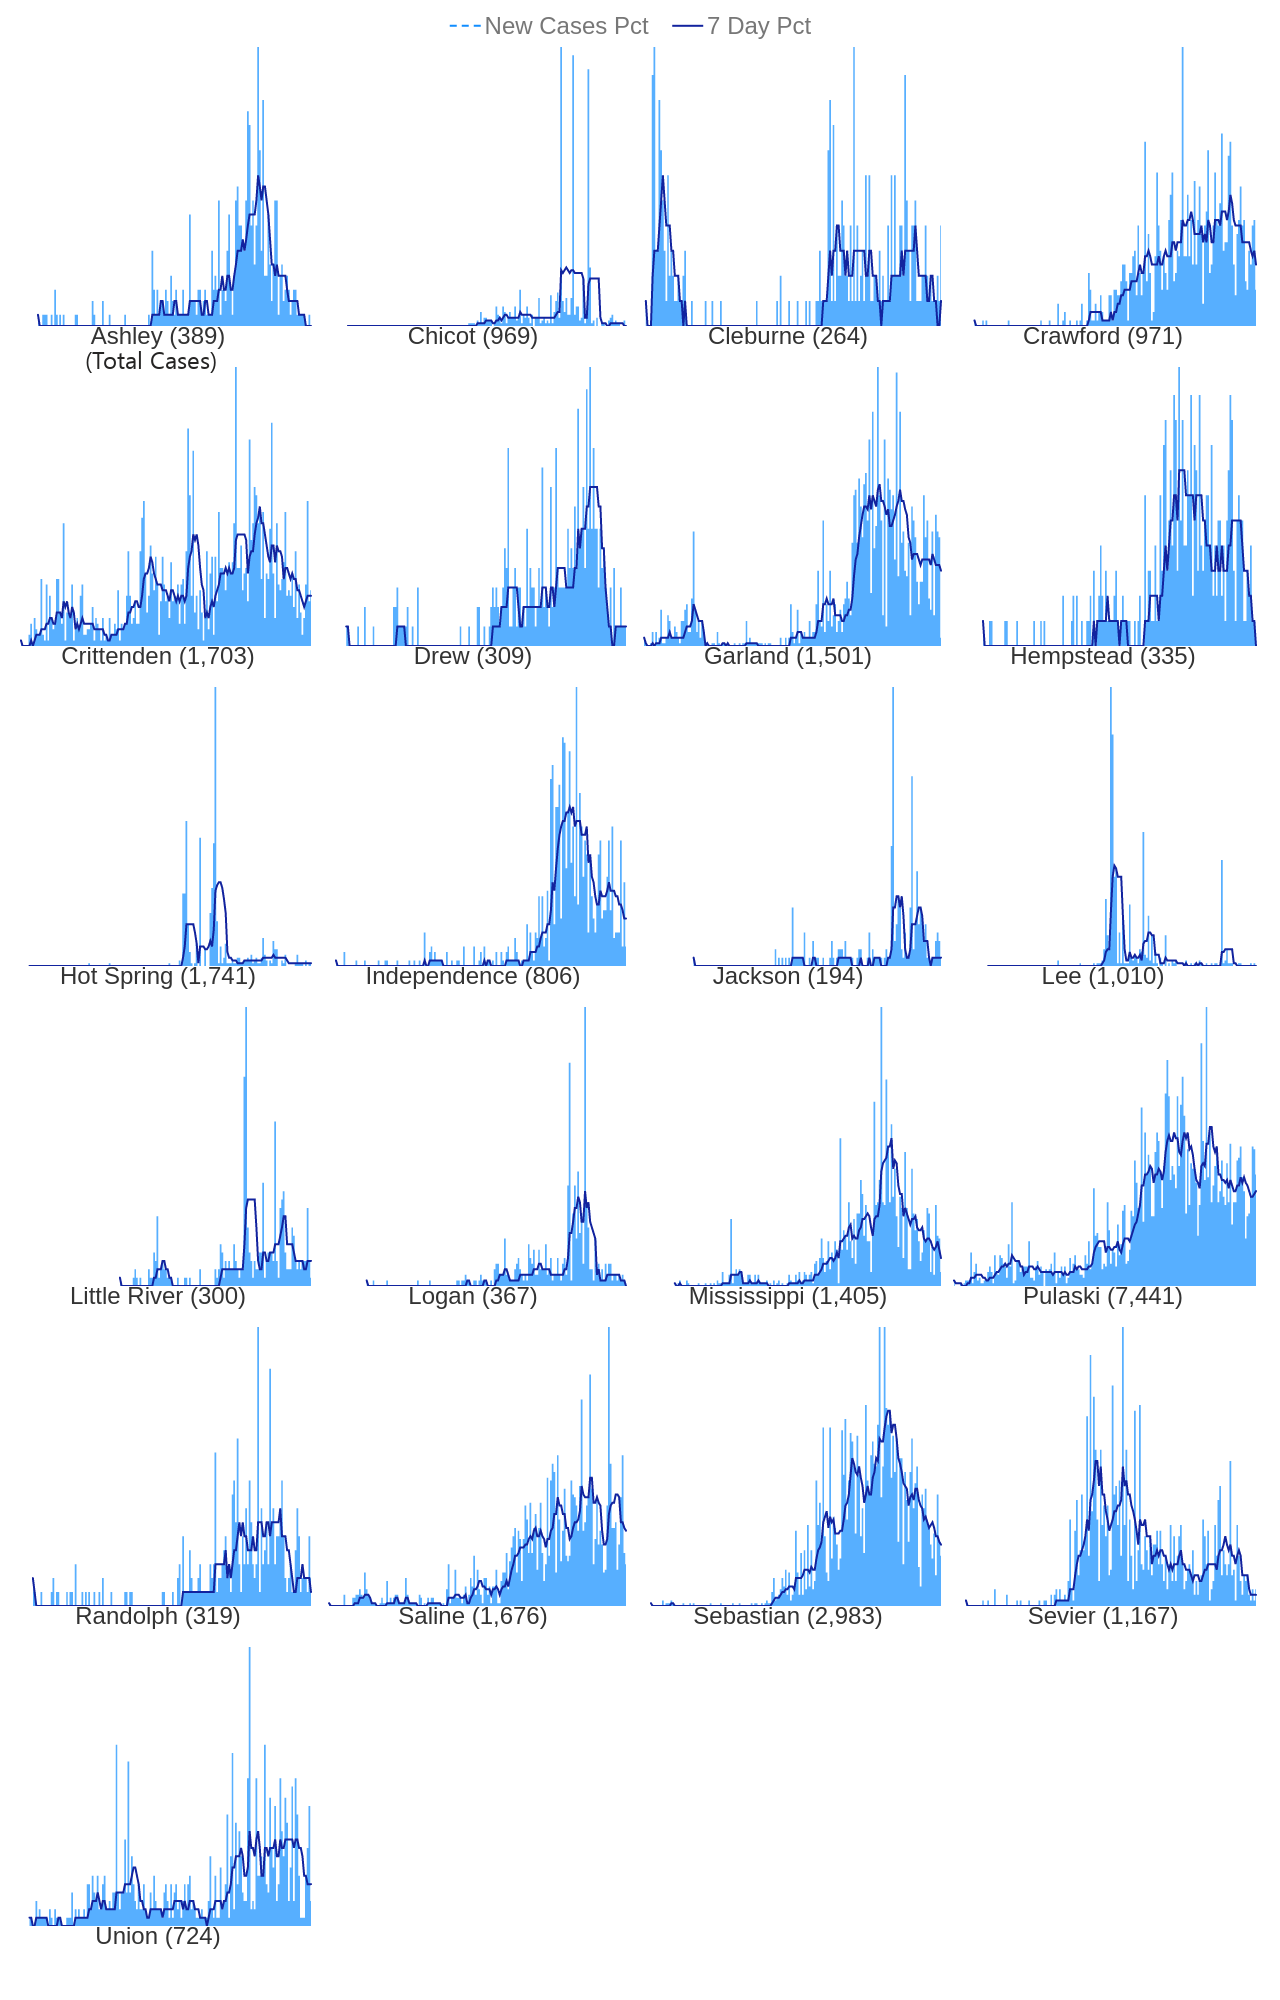 New Cases Pct 7 Day Pct
Ashley (389) Chicot (969) Cleburne (264) Crawford (971)
(Total Cases)
Crittenden (1,703) Drew (309) Garland (1,501) Hempstead (335)
Hot Spring (1,741) Independence (806) Jackson (194) Lee (1,010)
Little River (300) Logan (367) Mississippi (1,405) Pulaski (7,441)
Randolph (319) Saline (1,676) Sebastian (2,983) Sevier (1,167)
Union (724)